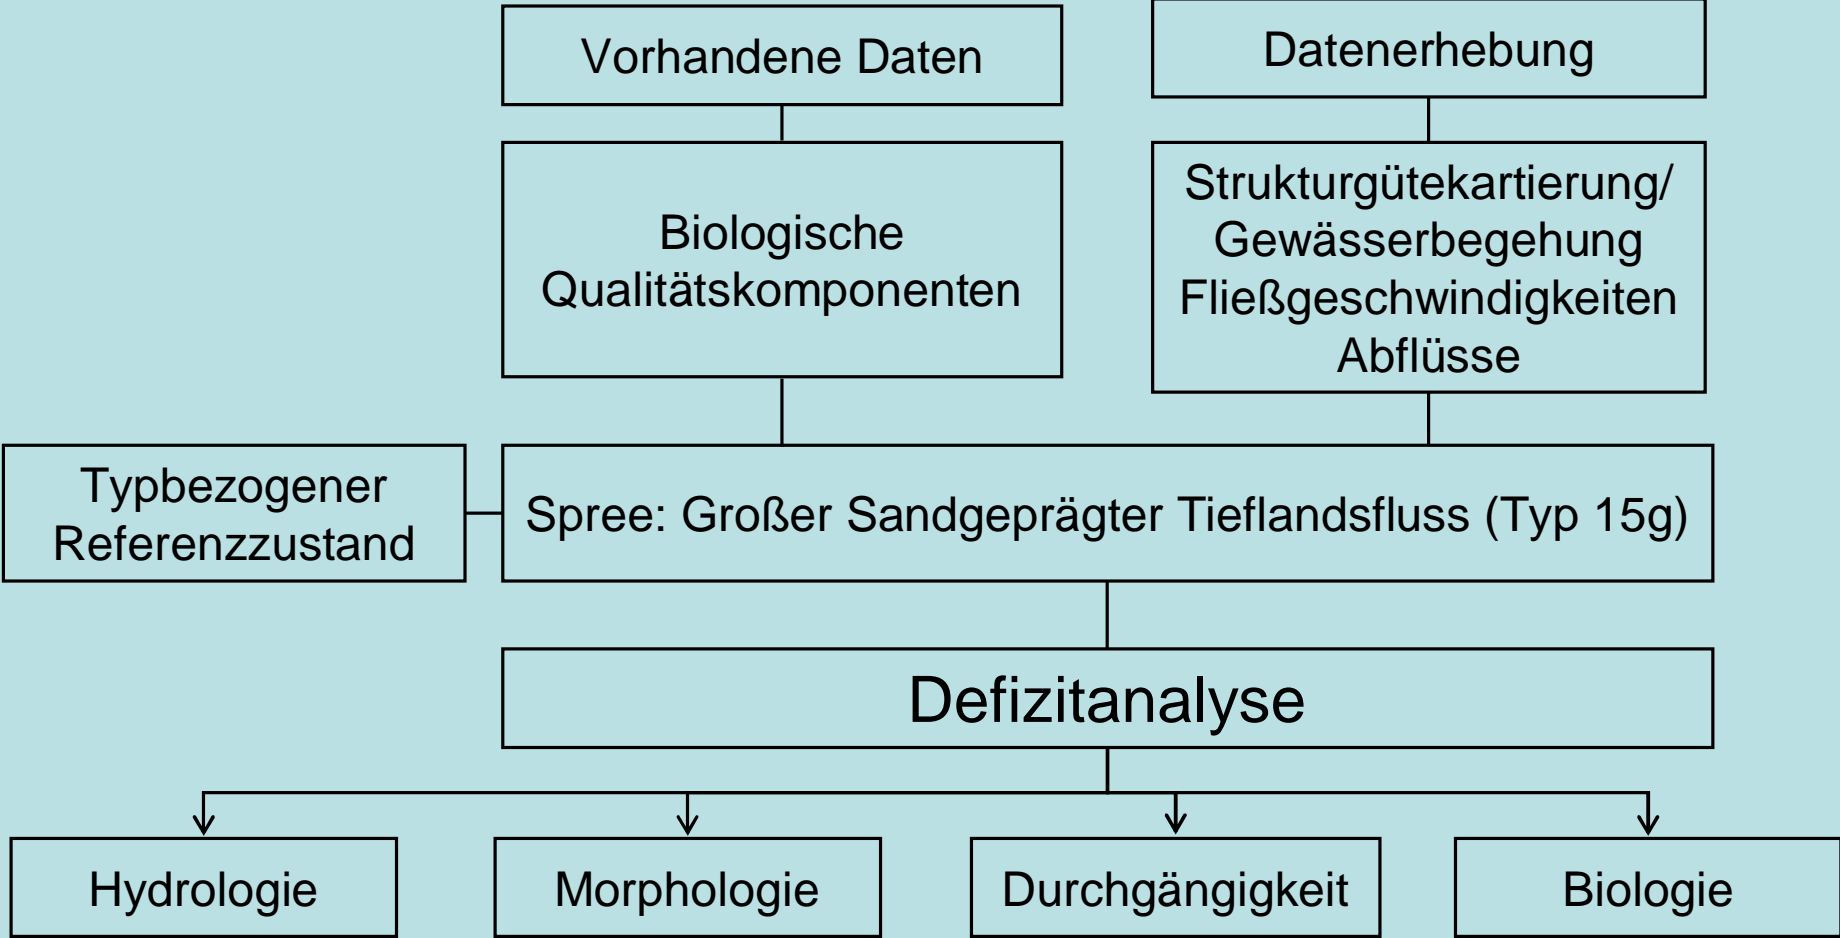 Vorhandene Daten
Datenerhebung
Biologische
Qualitätskomponenten
Strukturgütekartierung/
Gewässerbegehung
Fließgeschwindigkeiten
Abflüsse
Typbezogener
Referenzzustand
Spree: Großer Sandgeprägter Tieflandsfluss (Typ 15g)
Defizitanalyse
Hydrologie
Morphologie
Durchgängigkeit
Biologie